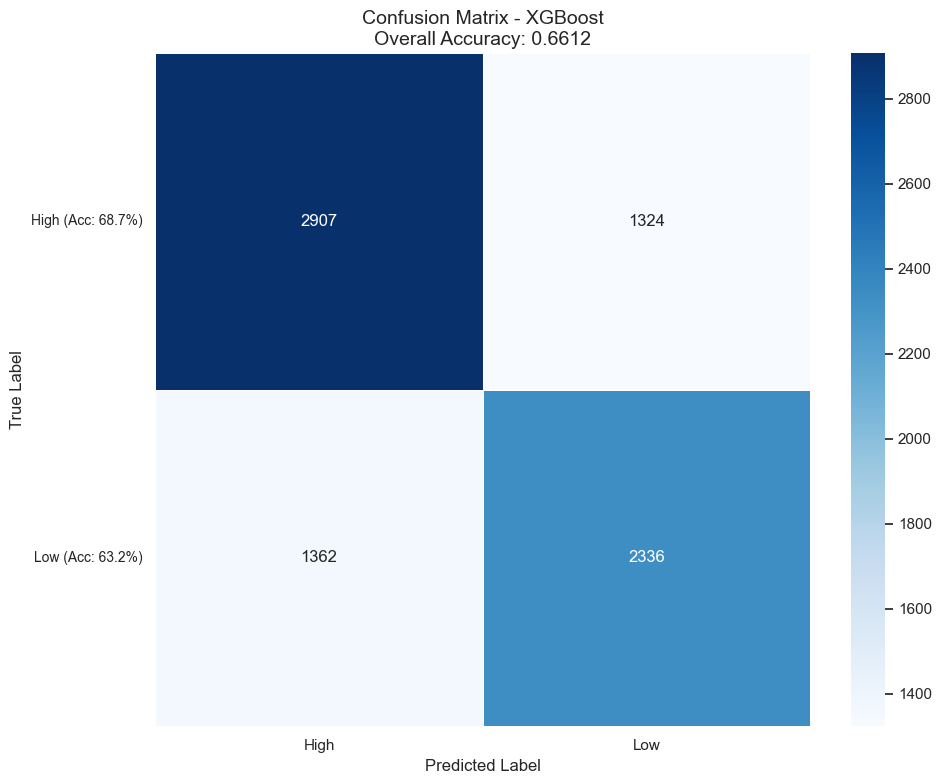 Confusion Matrix - XGBoost
Overall Accuracy: 0.6612
True Label
High (Acc: 68.7%)
2907
1324
Low (Acc: 63.2%)
1362
2336
High
Low
Predicted Label
2800
2600
2400
2200
2000
1800
1600
1400